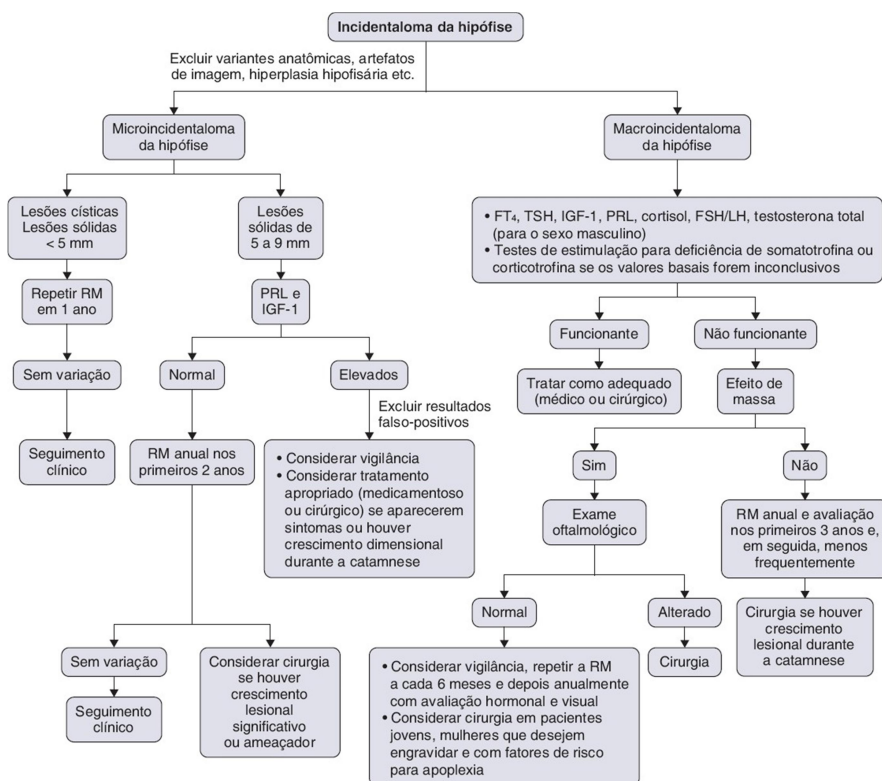 Incidentaloma da hipófise
Excluir variantes anatômicas, artefatos
de imagem, hiperplasia hipofisária etc.
Microincidentaloma
da hipófise
Macroincidentaloma
da hipófise
Lesões císticas
Lesões sólidas
< 5 mm
Lesões
sólidas de
5 a 9 mm
• FT₄, TSH, IGF-1, PRL, cortisol, FSH/LH, testosterona total
(para o sexo masculino)
• Testes de estimulação para deficiência de somatotrofina ou
corticotrofina se os valores basais forem inconclusivos
Repetir RM
em 1 ano
PRL e
IGF-1
Funcionante
Não funcionante
Sem variação
Normal
Elevados
Tratar como adequado
(médico ou cirúrgico)
Efeito de
massa
Excluir resultados
falso-positivos
Seguimento
clínico
RM anual nos
primeiros 2 anos
• Considerar vigilância
• Considerar tratamento
apropriado (medicamentoso
ou cirúrgico) se aparecerem
sintomas ou houver
crescimento dimensional
durante a catamnese
Sim
Não
Exame
oftalmológico
RM anual e avaliação
nos primeiros 3 anos e,
em seguida, menos
frequentemente
Normal
Alterado
Cirurgia se houver
crescimento
lesional durante
a catamnese
Sem variação
Considerar cirurgia
se houver
crescimento
lesional
significativo
ou ameaçador
Cirurgia
Seguimento
clínico
• Considerar vigilância, repetir a RM
a cada 6 meses e depois anualmente
com avaliação hormonal e visual
• Considerar cirurgia em pacientes
jovens, mulheres que desejem
engravidar e com fatores de risco
para apoplexia